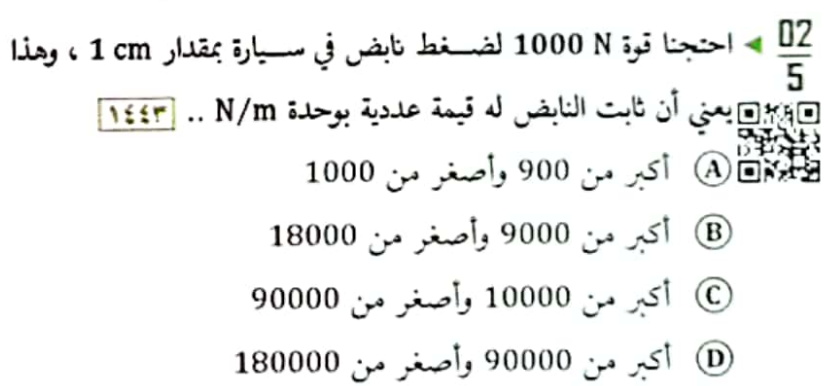 02
5
احتجنا قوة 1000 N لضغط نابض في سيارة بمقدار 1 cm ، وهذا
يعني أن ثابت النابض له قيمة عددية بوحدة N/m .. ١٤٤٣
A أكبر من 900 وأصغر من 1000
B أكبر من 9000 وأصغر من 18000
C أكبر من 10000 وأصغر من 90000
D أكبر من 90000 وأصغر من 180000